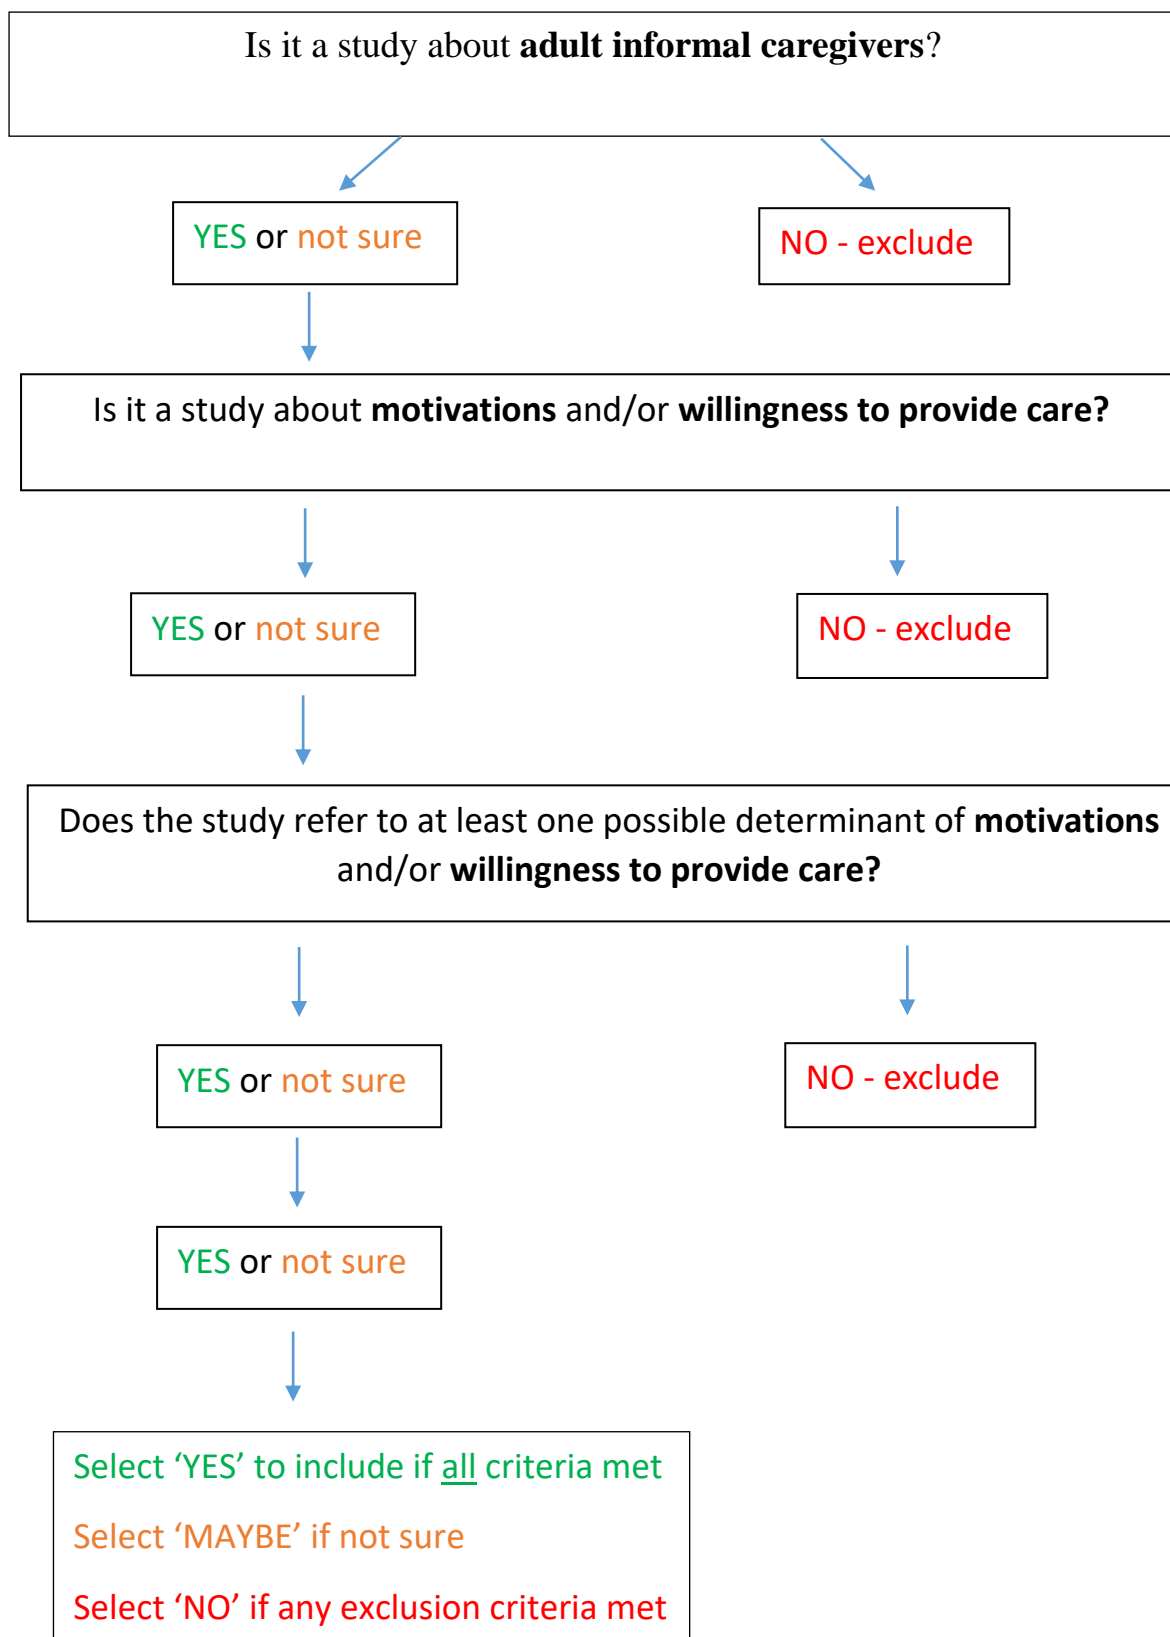 Is it a study about adult informal caregivers?
YES or not sure
NO - exclude
Is it a study about motivations and/or willingness to provide care?
YES or not sure
NO - exclude
Does the study refer to at least one possible determinant of motivations
and/or willingness to provide care?
YES or not sure
NO - exclude
YES or not sure
Select ‘YES’ to include if all criteria met
Select ‘MAYBE’ if not sure
Select ‘NO’ if any exclusion criteria met